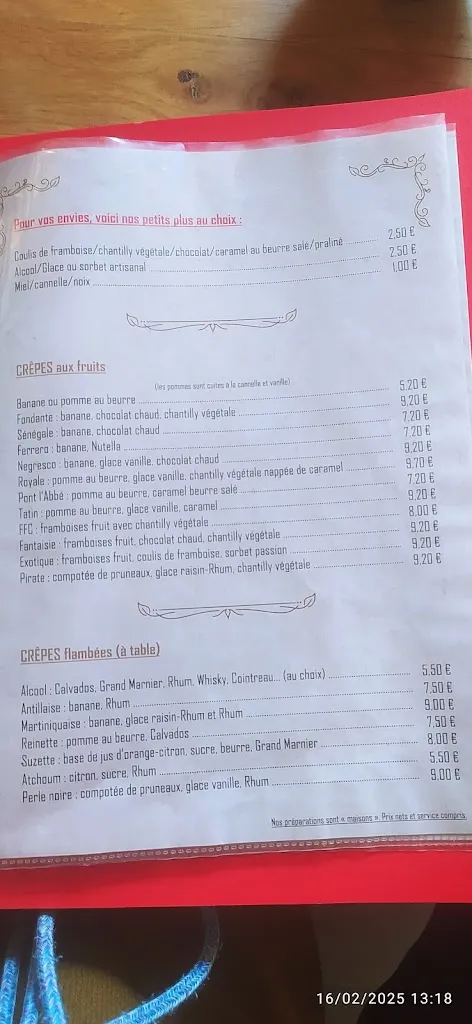 Pour vos envies, voici nos petits plus au choix :
Coulis de framboise/chantilly végétale/chocolat/caramel au beurre salé/praliné 2,50 €
Alcool/Glace ou sorbet artisanal 2,50 €
Miel/cannelle/noix 1,00 €
CRÊPES aux fruits
(les pommes sont cuites à la cannelle et vanille)
Banane ou pomme au beurre 5,20 €
Fondante : banane, chocolat chaud, chantilly végétale 9,20 €
Sénégale : banane, chocolat chaud 7,20 €
Ferrero : banane, Nutella 7,20 €
Negresco : banane, glace vanille, chocolat chaud 9,20 €
Royale : pomme au beurre, glace vanille, chantilly végétale nappée de caramel 9,70 €
Pont l'Abbé : pomme au beurre, caramel beurre salé 7,20 €
Tatin : pomme au beurre, glace vanille, caramel 9,20 €
FFC : framboises fruit avec chantilly végétale 8,00 €
Fantaisie : framboises fruit, chocolat chaud, chantilly végétale 9,20 €
Exotique : framboises fruit, coulis de framboise, sorbet passion 9,20 €
Pirate : compotée de pruneaux, glace raisin-Rhum, chantilly végétale 9,20 €
CRÊPES flambées (à table)
Alcool : Calvados, Grand Marnier, Rhum, Whisky, Cointreau... (au choix) 5,50 €
Antillaise : banane, Rhum 7,50 €
Martiniquaise : banane, glace raisin-Rhum et Rhum 9,00 €
Reinette : pomme au beurre, Calvados 7,50 €
Suzette : base de jus d'orange-citron, sucre, beurre, Grand Marnier 8,00 €
Atchoum : citron, sucre, Rhum 5,50 €
Perle noire : compotée de pruneaux, glace vanille, Rhum 9,00 €
Nos préparations sont « maisons ». Prix nets et service compris.
16/02/2025 13:18